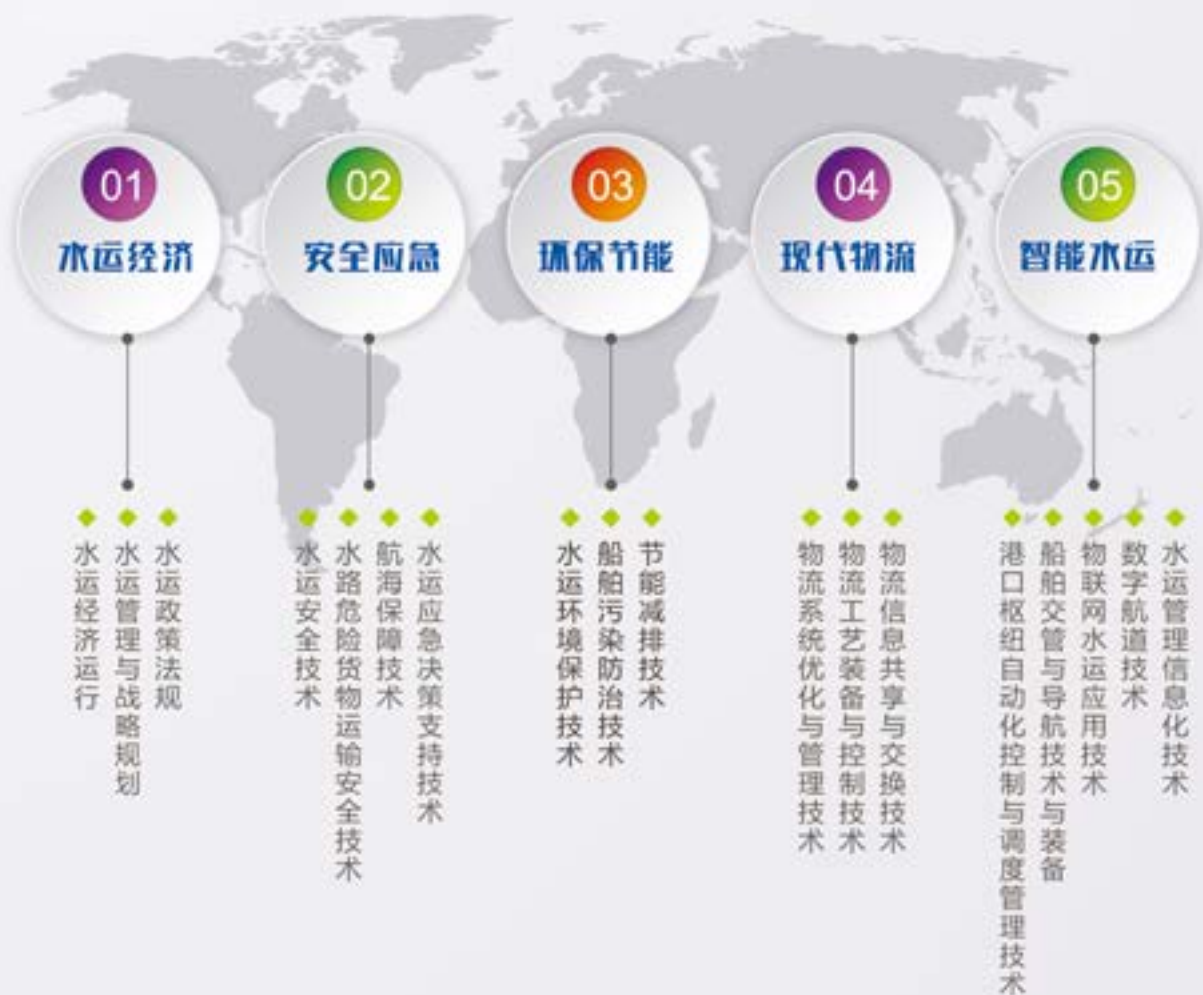 01
水运经济
水运经济运行
水运管理与战略规划
水运政策法规
02
安全应急
水运安全技术
水路危险货物运输安全技术
航海保障技术
水运应急决策支持技术
03
环保节能
水运环境保护技术
船舶污染防治技术
节能减排技术
04
现代物流
物流系统优化与管理技术
物流工艺装备与控制技术
物流信息共享与交换技术
05
智能水运
港口枢纽自动化控制与调度管理技术
船舶交管与导航技术与装备
物联网水运应用技术
数字航道技术
水运管理信息化技术